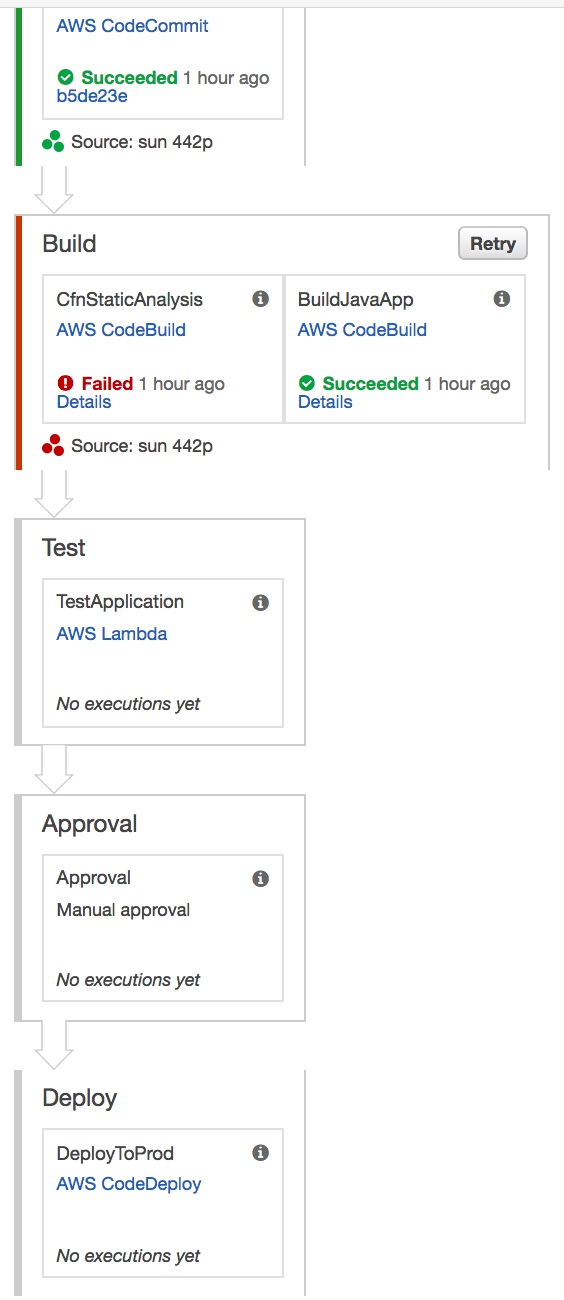 AWS CodeCommit
Succeeded 1 hour ago
b5de23e
Source: sun 442p
Build
Retry
CfnStaticAnalysis
AWS CodeBuild
Failed 1 hour ago
Details
BuildJavaApp
AWS CodeBuild
Succeeded 1 hour ago
Details
Source: sun 442p
Test
TestApplication
AWS Lambda
No executions yet
Approval
Approval
Manual approval
No executions yet
Deploy
DeployToProd
AWS CodeDeploy
No executions yet